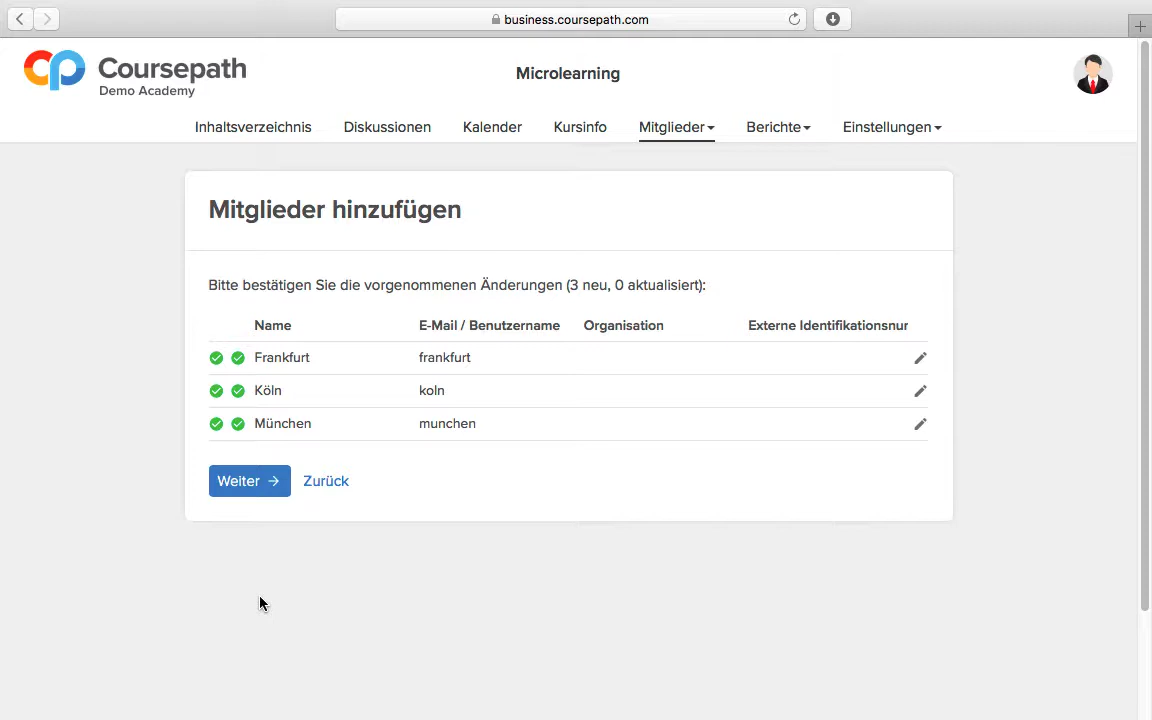 business.coursepath.com
Coursepath
Demo Academy
Microlearning
Inhaltsverzeichnis Diskussionen Kalender Kursinfo Mitglieder Berichte Einstellungen
Mitglieder hinzufügen
Bitte bestätigen Sie die vorgenommenen Änderungen (3 neu, 0 aktualisiert):
Name E-Mail / Benutzername Organisation Externe Identifikationsnur
Frankfurt frankfurt
Köln koln
München munchen
Weiter → Zurück